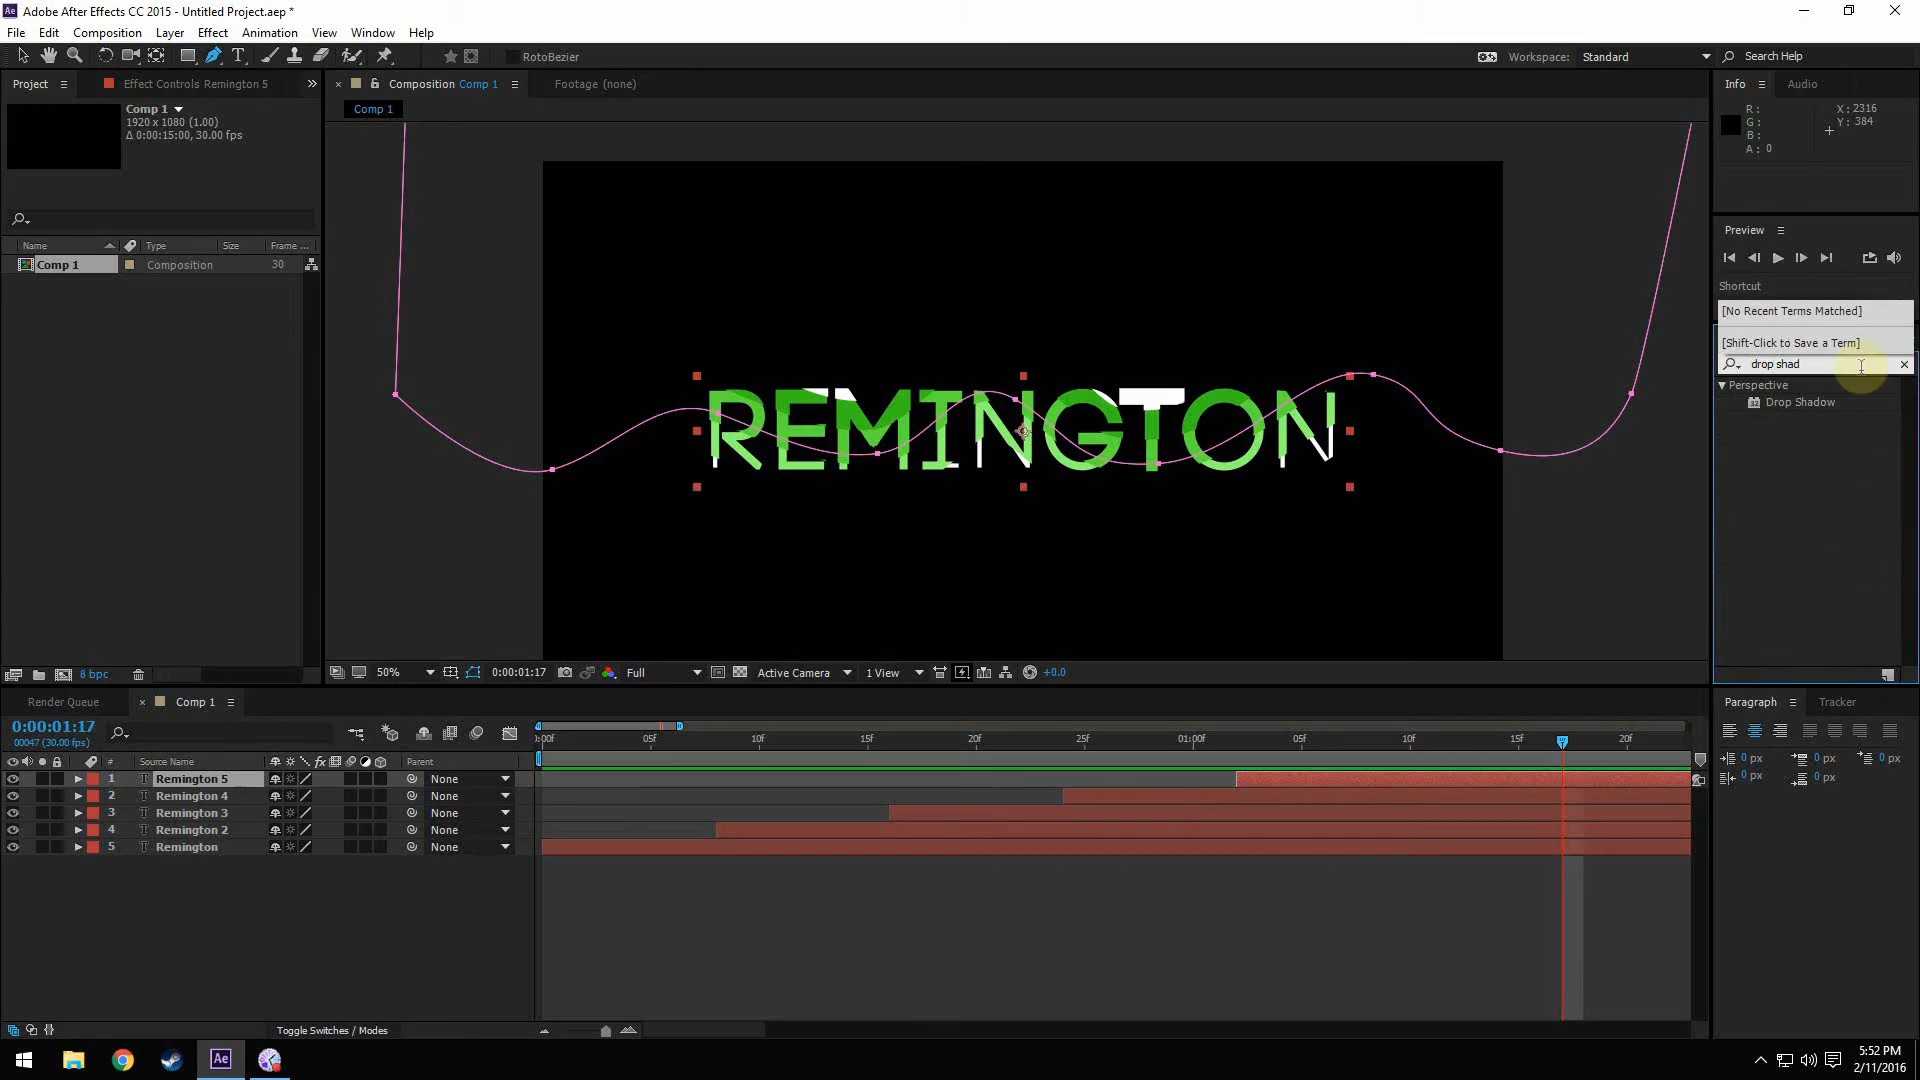 Ae Adobe After Effects CC 2015 - Untitled Project.aep *
File Edit Composition Layer Effect Animation View Window Help
RotoBezier
Workspace: Standard
Search Help
Project
Effect Controls Remington 5
Composition Comp 1
Footage (none)
Info Audio
Comp 1
1920 x 1080 (1.00)
Δ 0:00:15:00, 30.00 fps
Comp 1
R:
G:
B:
A: 0
X: 2316
Y: 384
Name Type Size Frame ...
Comp 1 Composition 30
Preview
Shortcut
[No Recent Terms Matched]
[Shift-Click to Save a Term]
drop shad
Perspective
32 Drop Shadow
REMINGTON
8 bpc
50% 0:00:01:17 Full Active Camera 1 View +0.0
Render Queue Comp 1
Paragraph Tracker
0:00:01:17
00047 (30.00 fps)
:00f 05f 10f 15f 20f 25f 01:00f 05f 10f 15f 20f
# Source Name Parent
1 T Remington 5 None
2 T Remington 4 None
3 T Remington 3 None
4 T Remington 2 None
5 T Remington None
0 px 0 px 0 px
0 px 0 px
Toggle Switches / Modes
Ae
5:52 PM
2/11/2016